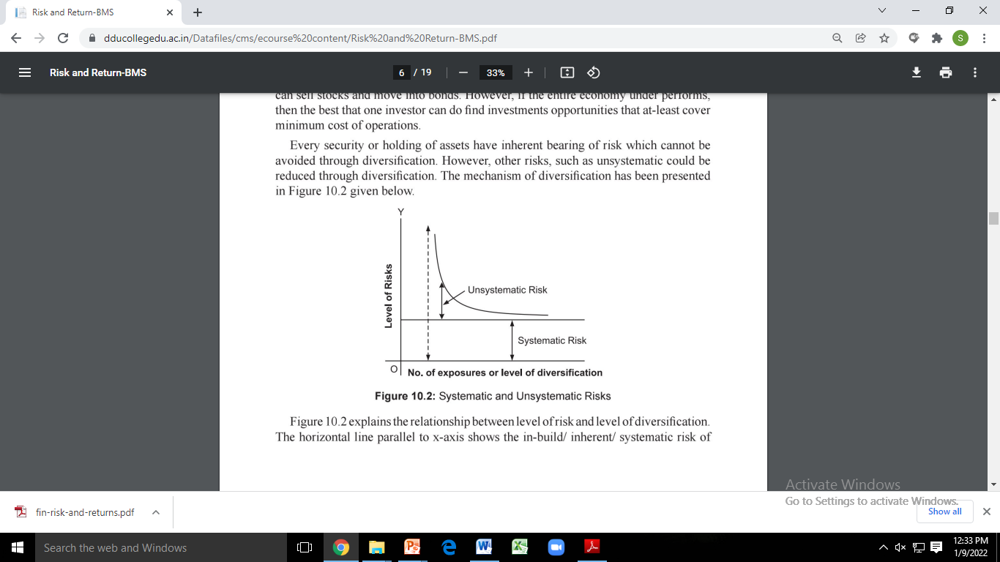 Risk and Return-BMS
dducollegedu.ac.in/Datafiles/cms/ecourse%20content/Risk%20and%20Return-BMS.pdf
S
Risk and Return-BMS
6 / 19
33%
can sell stocks and move into bonds. However, if the entire economy under performs,
then the best that one investor can do find investments opportunities that at-least cover
minimum cost of operations.
Every security or holding of assets have inherent bearing of risk which cannot be
avoided through diversification. However, other risks, such as unsystematic could be
reduced through diversification. The mechanism of diversification has been presented
in Figure 10.2 given below.
Y
Level of Risks
Unsystematic Risk
Systematic Risk
O
No. of exposures or level of diversification
Figure 10.2: Systematic and Unsystematic Risks
Figure 10.2 explains the relationship between level of risk and level of diversification.
The horizontal line parallel to x-axis shows the in-build/ inherent/ systematic risk of
Activate Windows
Go to Settings to activate Windows.
fin-risk-and-returns.pdf
Show all
Search the web and Windows
12:33 PM
1/9/2022